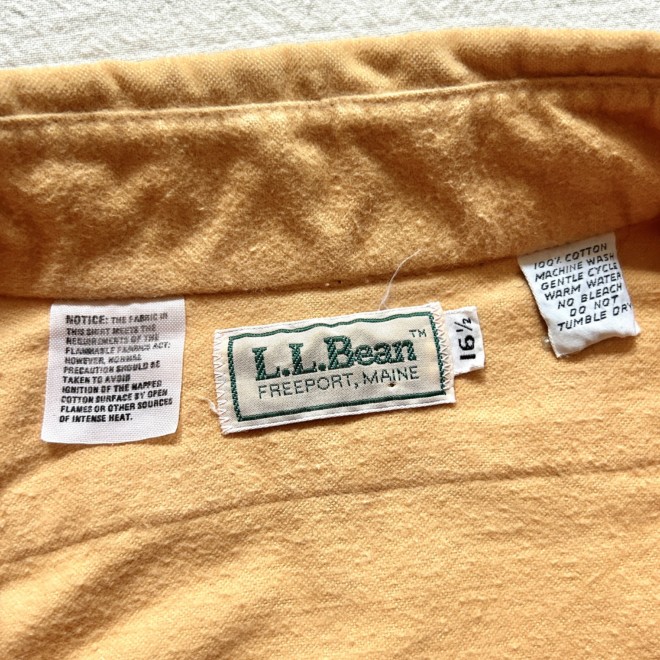 NOTICE: THE FABRIC IN
THIS SHIRT MEETS THE
REQUIREMENTS OF THE
FLAMMABLE FABRICS ACT;
HOWEVER, NORMAL
PRECAUTION SHOULD BE
TAKEN TO AVOID
IGNITION OF THE NAPPED
COTTON SURFACE BY OPEN
FLAMES OR OTHER SOURCES
OF INTENSE HEAT.
L.L.Bean™
FREEPORT, MAINE
16½
100% COTTON
MACHINE WASH
GENTLE CYCLE
WARM WATER
NO BLEACH
DO NOT
TUMBLE DRY